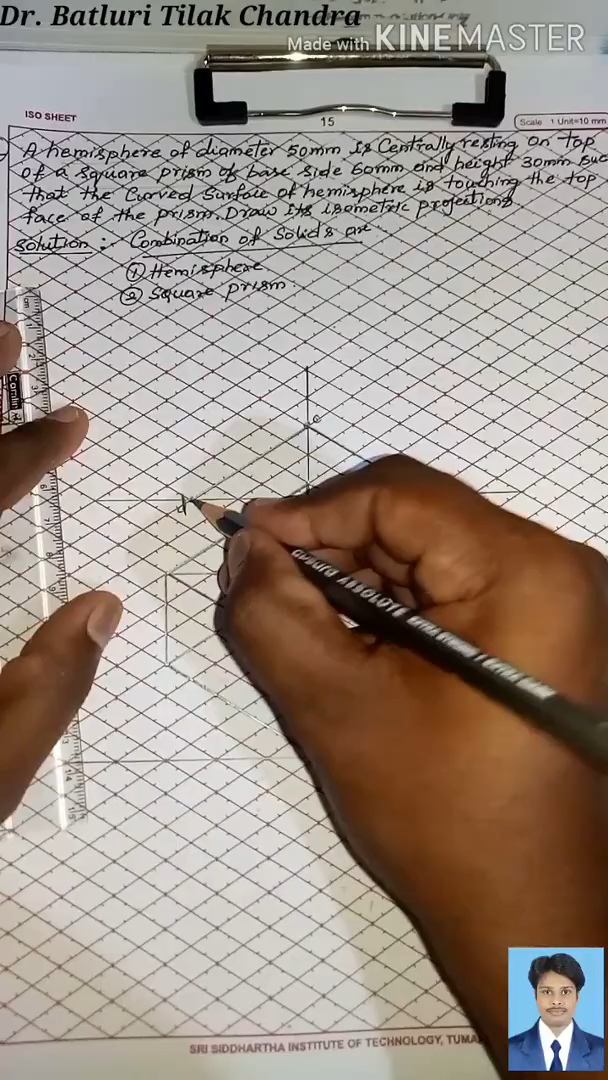 Dr. Batluri Tilak Chandra
Made with KINEMASTER
ISO SHEET
15
Scale 1 Unit=10 mm
A hemisphere of diameter 50mm is Centrally resting on top
of a square prism of base side 60mm and height 30mm suc
that the curved surface of hemisphere is touching the top
face of the prism. Draw its isometric projections.
Solution :- Combination of Solids are
① Hemisphere
② Square prism.
c
d
SRI SIDDHARTHA INSTITUTE OF TECHNOLOGY, TUMA